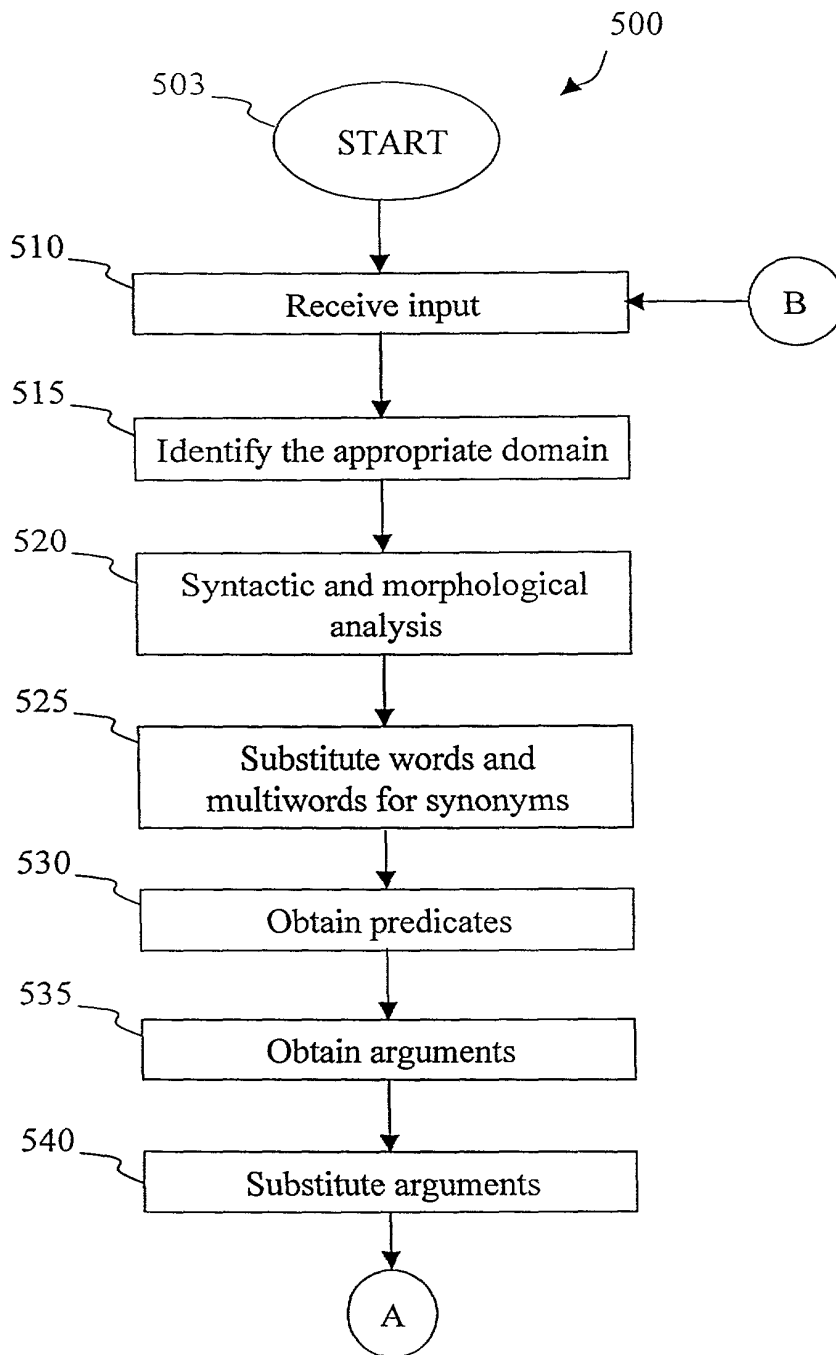 500
503
START
510
Receive input
B
515
Identify the appropriate domain
520
Syntactic and morphological
analysis
525
Substitute words and
multiwords for synonyms
530
Obtain predicates
535
Obtain arguments
540
Substitute arguments
A